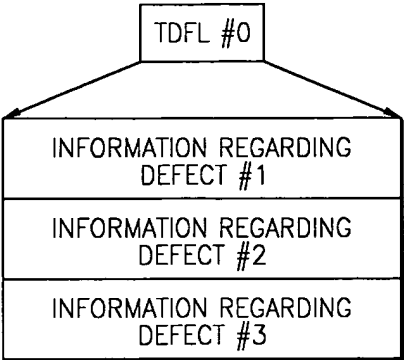 TDFL #0
INFORMATION REGARDING
DEFECT #1
INFORMATION REGARDING
DEFECT #2
INFORMATION REGARDING
DEFECT #3